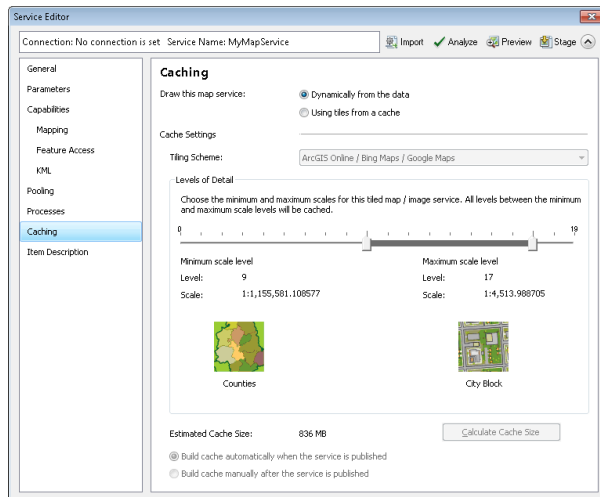 Service Editor
Connection: No connection is set Service Name: MyMapService
Import Analyze Preview Stage
General
Parameters
Capabilities
Mapping
Feature Access
KML
Pooling
Processes
Caching
Item Description
Caching
Draw this map service:
Dynamically from the data
Using tiles from a cache
Cache Settings
Tiling Scheme: ArcGIS Online / Bing Maps / Google Maps
Levels of Detail
Choose the minimum and maximum scales for this tiled map / image service. All levels between the minimum
and maximum scale levels will be cached.
0 19
Minimum scale level Maximum scale level
Level: 9 Level: 17
Scale: 1:1,155,581.108577 Scale: 1:4,513.988705
Counties City Block
Estimated Cache Size: 836 MB Calculate Cache Size
Build cache automatically when the service is published
Build cache manually after the service is published